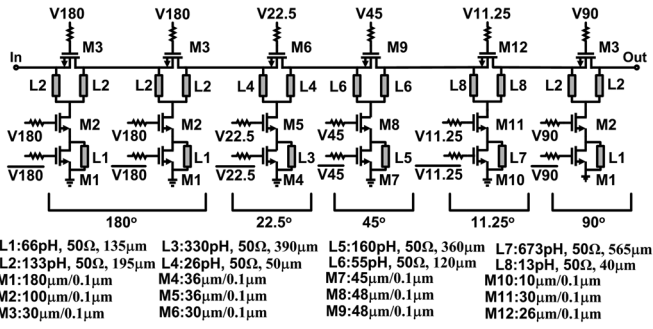 V180 V180 V22.5 V45 V11.25 V90
M3 M3 M6 M9 M12 M3
In Out
L2 L2 L2 L2 L4 L4 L6 L6 L8 L8 L2 L2
V180 M2 V180 M2 V22.5 M5 V45 M8 V11.25 M11 V90 M2
L1 L1 L3 L5 L7 L1
V180 M1 V180 M1 V22.5 M4 V45 M7 V11.25 M10 V90 M1
180° 22.5° 45° 11.25° 90°
L1:66pH, 50Ω, 135µm L3:330pH, 50Ω, 390µm L5:160pH, 50Ω, 360µm L7:673pH, 50Ω, 565µm
L2:133pH, 50Ω, 195µm L4:26pH, 50Ω, 50µm L6:55pH, 50Ω, 120µm L8:13pH, 50Ω, 40µm
M1:180µm/0.1µm M4:36µm/0.1µm M7:45µm/0.1µm M10:10µm/0.1µm
M2:100µm/0.1µm M5:36µm/0.1µm M8:48µm/0.1µm M11:30µm/0.1µm
M3:30µm/0.1µm M6:30µm/0.1µm M9:48µm/0.1µm M12:26µm/0.1µm